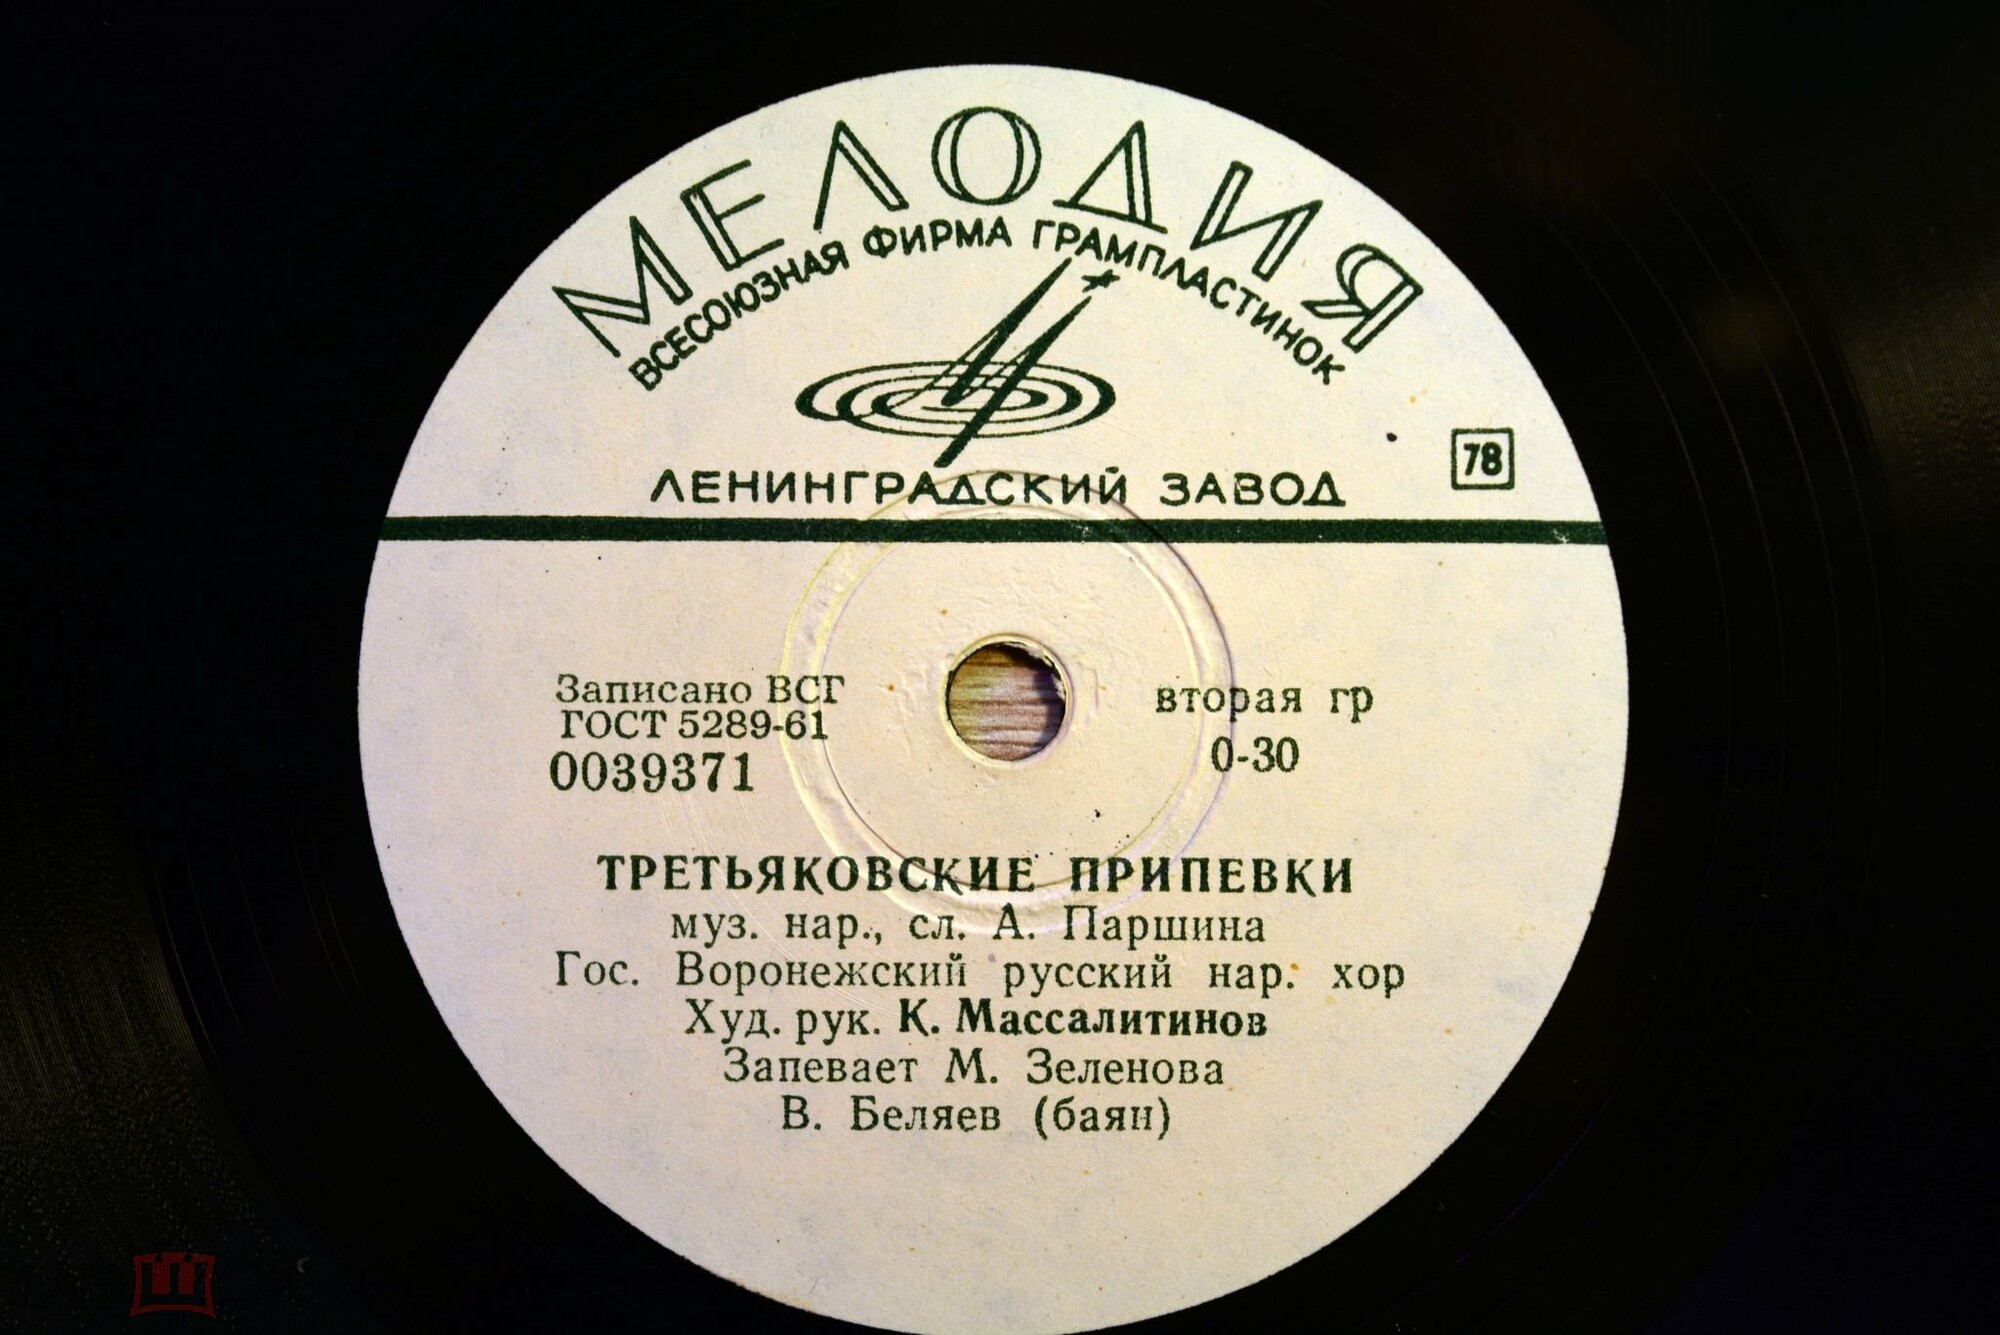 МЕЛОДИЯ
ВСЕСОЮЗНАЯ ФИРМА ГРАМПЛАСТИНОК
ЛЕНИНГРАДСКИЙ ЗАВОД
78
Записано ВСГ
ГОСТ 5289-61
0039371
вторая гр
0-30
ТРЕТЬЯКОВСКИЕ ПРИПЕВКИ
муз. нар., сл. А. Паршина
Гос. Воронежский русский нар. хор
Худ. рук. К. Массалитинов
Запевает М. Зеленова
В. Беляев (баян)